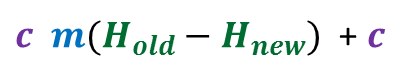 c m(H_old − H_new) + c